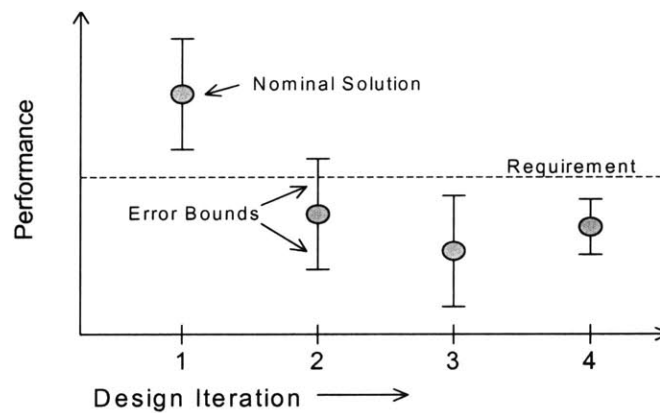 Nominal Solution
Requirement
Error Bounds
Performance
1 2 3 4
Design Iteration